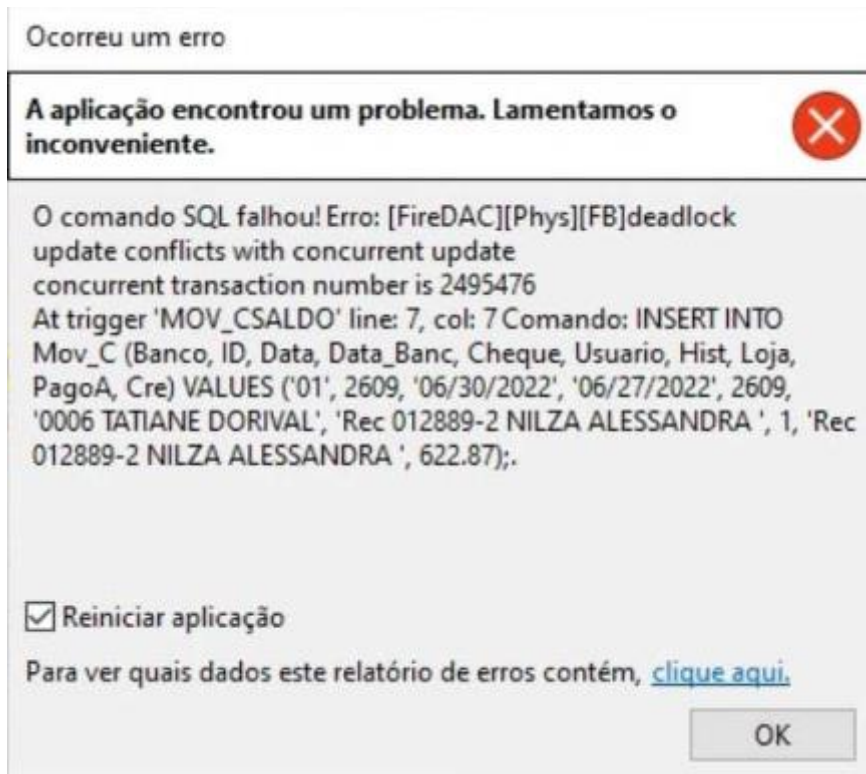 Ocorreu um erro
A aplicação encontrou um problema. Lamentamos o
inconveniente.
O comando SQL falhou! Erro: [FireDAC][Phys][FB]deadlock
update conflicts with concurrent update
concurrent transaction number is 2495476
At trigger 'MOV_CSALDO' line: 7, col: 7 Comando: INSERT INTO
Mov_C (Banco, ID, Data, Data_Banc, Cheque, Usuario, Hist, Loja,
PagoA, Cre) VALUES ('01', 2609, '06/30/2022', '06/27/2022', 2609,
'0006 TATIANE DORIVAL', 'Rec 012889-2 NILZA ALESSANDRA ', 1, 'Rec
012889-2 NILZA ALESSANDRA ', 622.87);.
Reiniciar aplicação
Para ver quais dados este relatório de erros contém, clique aqui.
OK